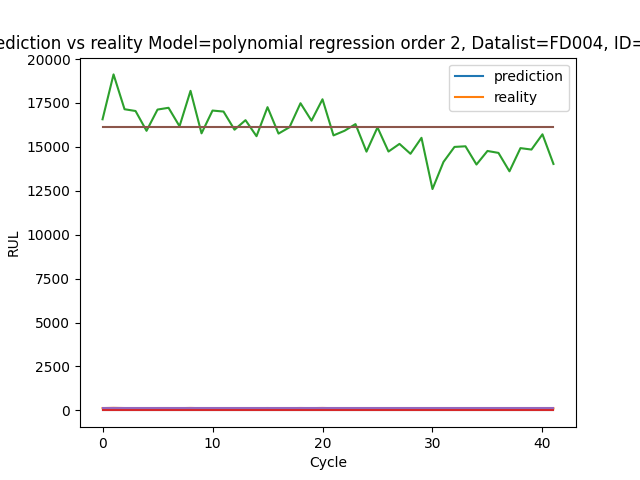 ediction vs reality Model=polynomial regression order 2, Datalist=FD004, ID=
prediction
reality
20000
17500
15000
12500
10000
7500
5000
2500
0
RUL
0 10 20 30 40
Cycle